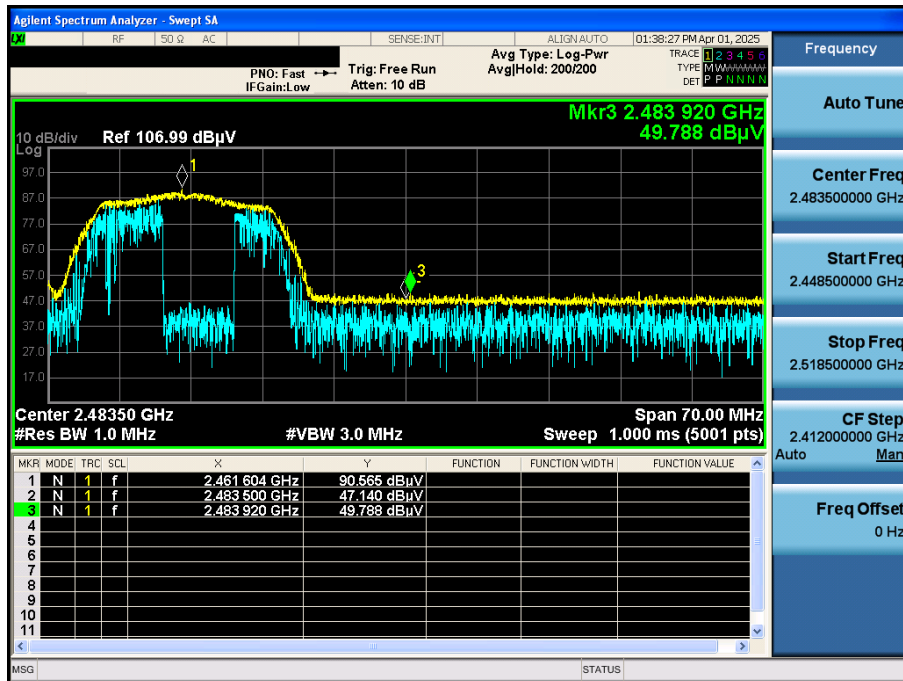 Agilent Spectrum Analyzer - Swept SA
LXI RF 50 Ω AC SENSE:INT ALIGNAUTO 01:38:27 PM Apr 01, 2025
PNO: Fast Trig: Free Run Avg Type: Log-Pwr TRACE 1 2 3 4 5 6
IFGain:Low Atten: 10 dB Avg|Hold: 200/200 TYPE MWWWWW
DET P P N N N N
Mkr3 2.483 920 GHz
49.788 dBµV
10 dB/div Ref 106.99 dBµV
Log
97.0
87.0
77.0
67.0
57.0
47.0
37.0
27.0
17.0
1
3
Center 2.48350 GHz Span 70.00 MHz
#Res BW 1.0 MHz #VBW 3.0 MHz Sweep 1.000 ms (5001 pts)
MKR MODE TRC SCL X Y FUNCTION FUNCTION WIDTH FUNCTION VALUE
1 N 1 f 2.461 604 GHz 90.565 dBµV
2 N 1 f 2.483 500 GHz 47.140 dBµV
3 N 1 f 2.483 920 GHz 49.788 dBµV
4
5
6
7
8
9
10
11
MSG STATUS
Frequency
Auto Tune
Center Freq
2.483500000 GHz
Start Freq
2.448500000 GHz
Stop Freq
2.518500000 GHz
CF Step
2.412000000 GHz
Auto Man
Freq Offset
0 Hz